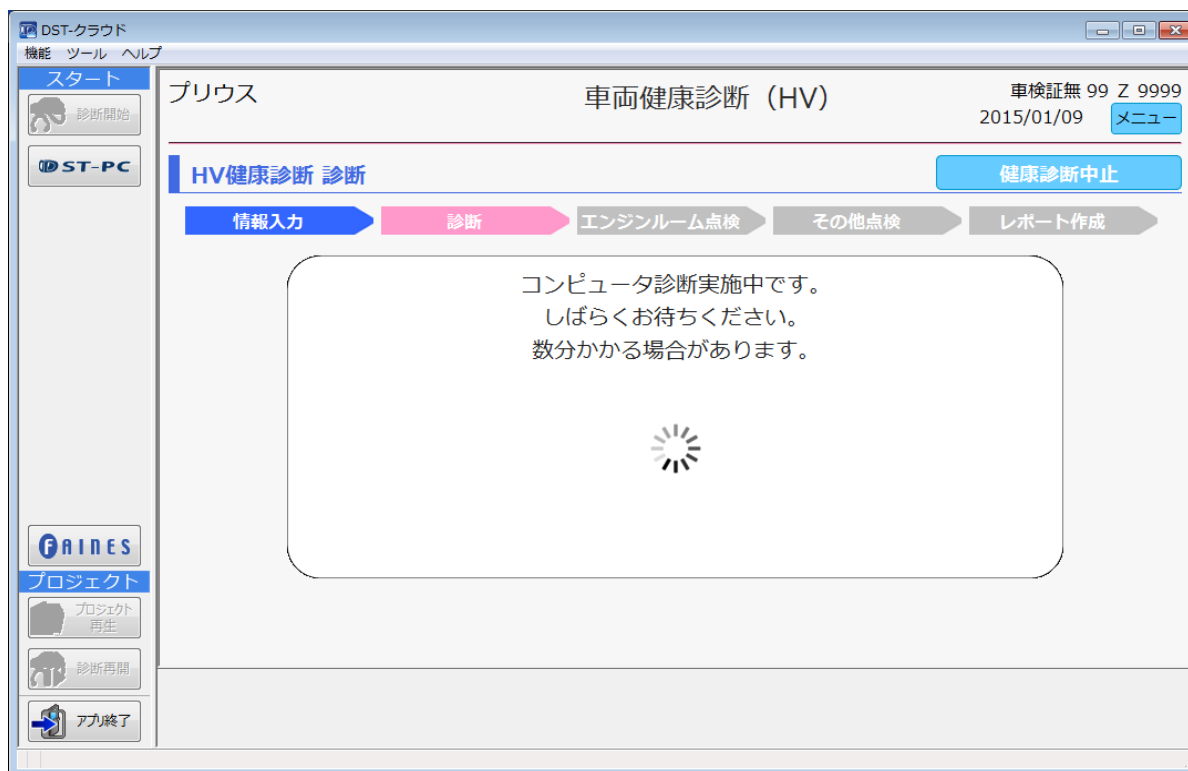 DST-クラウド
機能 ツール ヘルプ
スタート
診断開始
DST-PC
プリウス
車両健康診断（HV）
車検証無 99 Z 9999
2015/01/09
メニュー
HV健康診断 診断
健康診断中止
情報入力
診断
エンジンルーム点検
その他点検
レポート作成
コンピュータ診断実施中です。
しばらくお待ちください。
数分かかる場合があります。
FAINES
プロジェクト
プロジェクト
再生
診断再開
アプリ終了